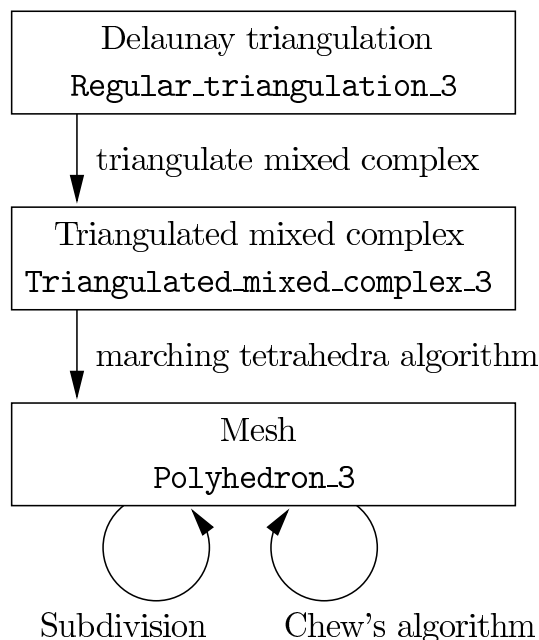 Delaunay triangulation
Regular_triangulation_3
triangulate mixed complex
Triangulated mixed complex
Triangulated_mixed_complex_3
marching tetrahedra algorithm
Mesh
Polyhedron_3
Subdivision
Chew's algorithm